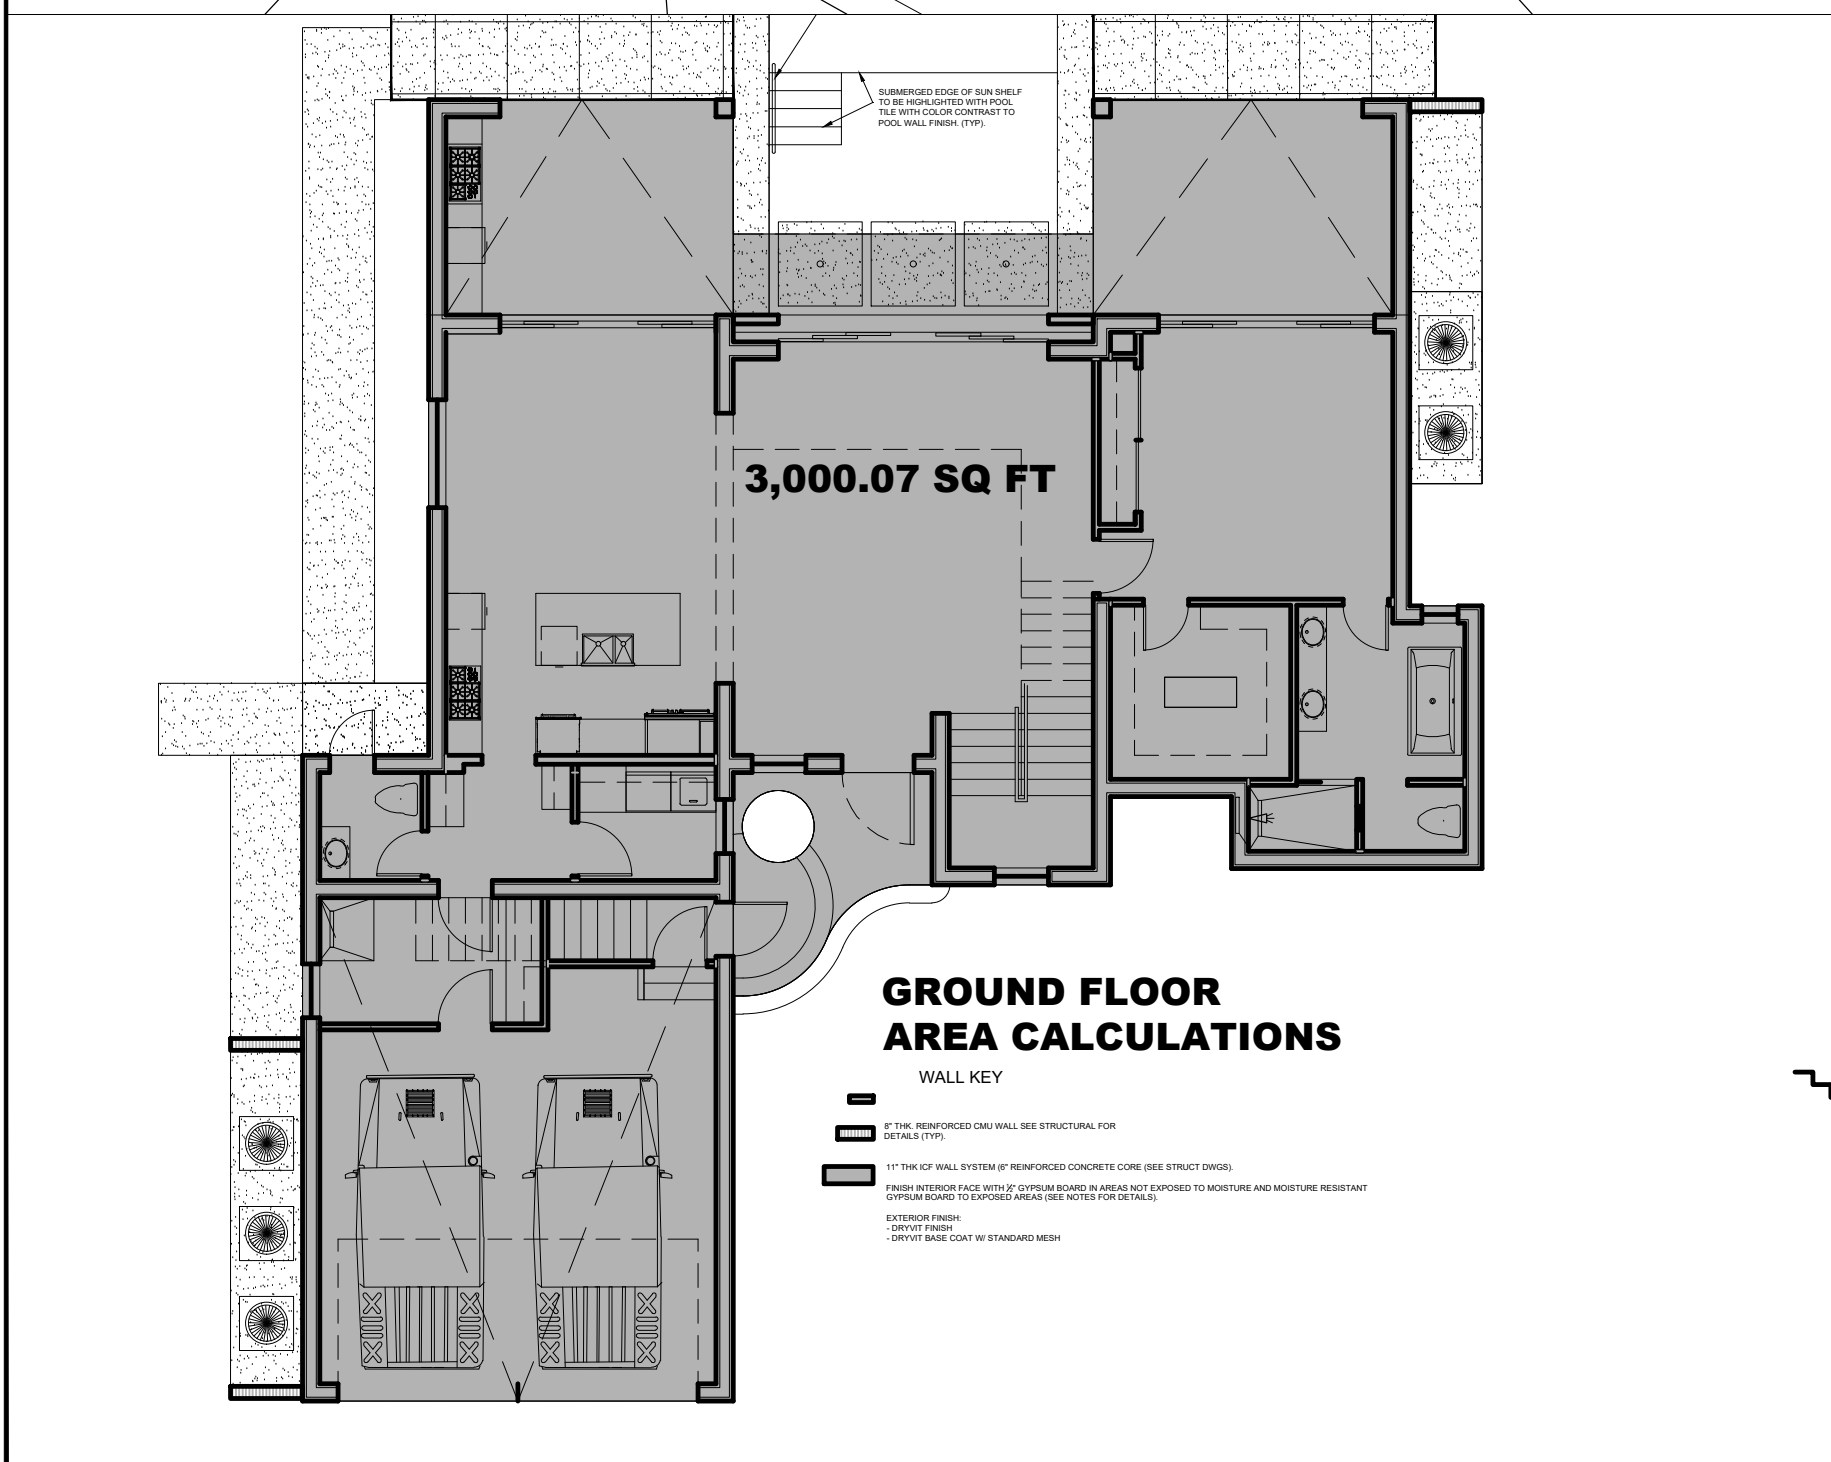 SUBMERGED EDGE OF SUN SHELF
TO BE HIGHLIGHTED WITH POOL
TILE WITH COLOR CONTRAST TO
POOL WALL FINISH. (TYP).
3,000.07 SQ FT
GROUND FLOOR
AREA CALCULATIONS
WALL KEY
8" THK. REINFORCED CMU WALL SEE STRUCTURAL FOR
DETAILS (TYP).
11" THK ICF WALL SYSTEM (6" REINFORCED CONCRETE CORE (SEE STRUCT DWGS).
FINISH INTERIOR FACE WITH ½" GYPSUM BOARD IN AREAS NOT EXPOSED TO MOISTURE AND MOISTURE RESISTANT
GYPSUM BOARD TO EXPOSED AREAS (SEE NOTES FOR DETAILS).
EXTERIOR FINISH:
- DRYVIT FINISH
- DRYVIT BASE COAT W/ STANDARD MESH